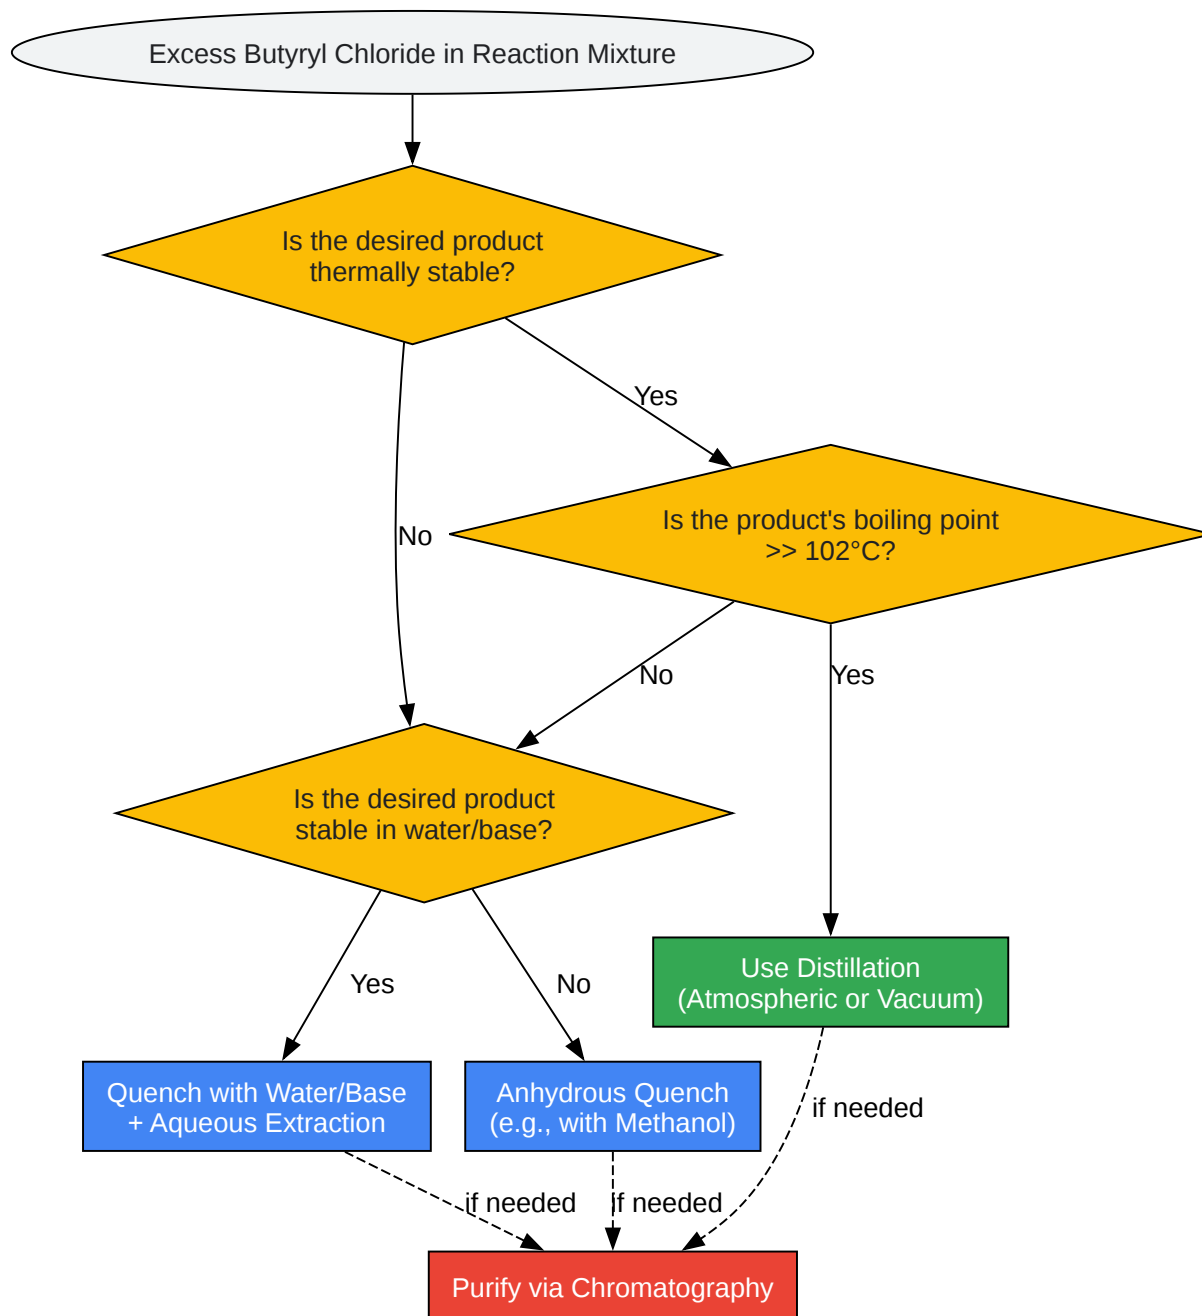 Excess Butyryl Chloride in Reaction Mixture
Is the desired product
thermally stable?
Yes
Is the product's boiling point
>> 102°C?
No
No
Yes
Is the desired product
stable in water/base?
Yes
No
Use Distillation
(Atmospheric or Vacuum)
Quench with Water/Base
+ Aqueous Extraction
Anhydrous Quench
(e.g., with Methanol)
if needed
if needed
if needed
Purify via Chromatography